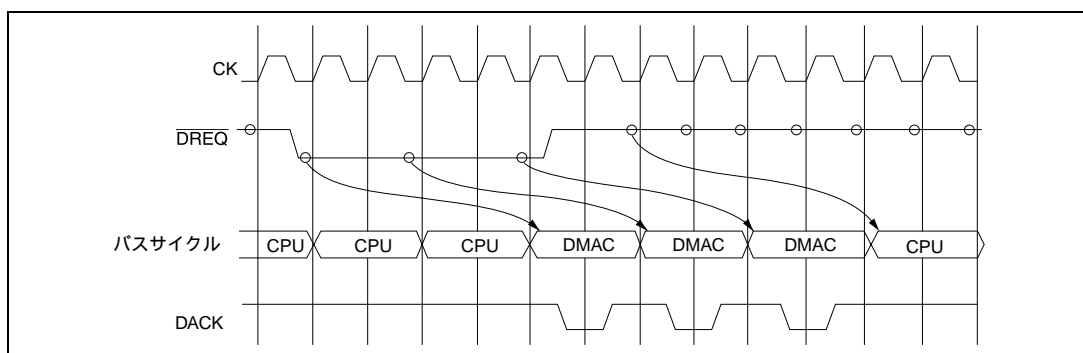 CK
DREQ
バスサイクル CPU CPU CPU DMAC DMAC DMAC CPU
DACK